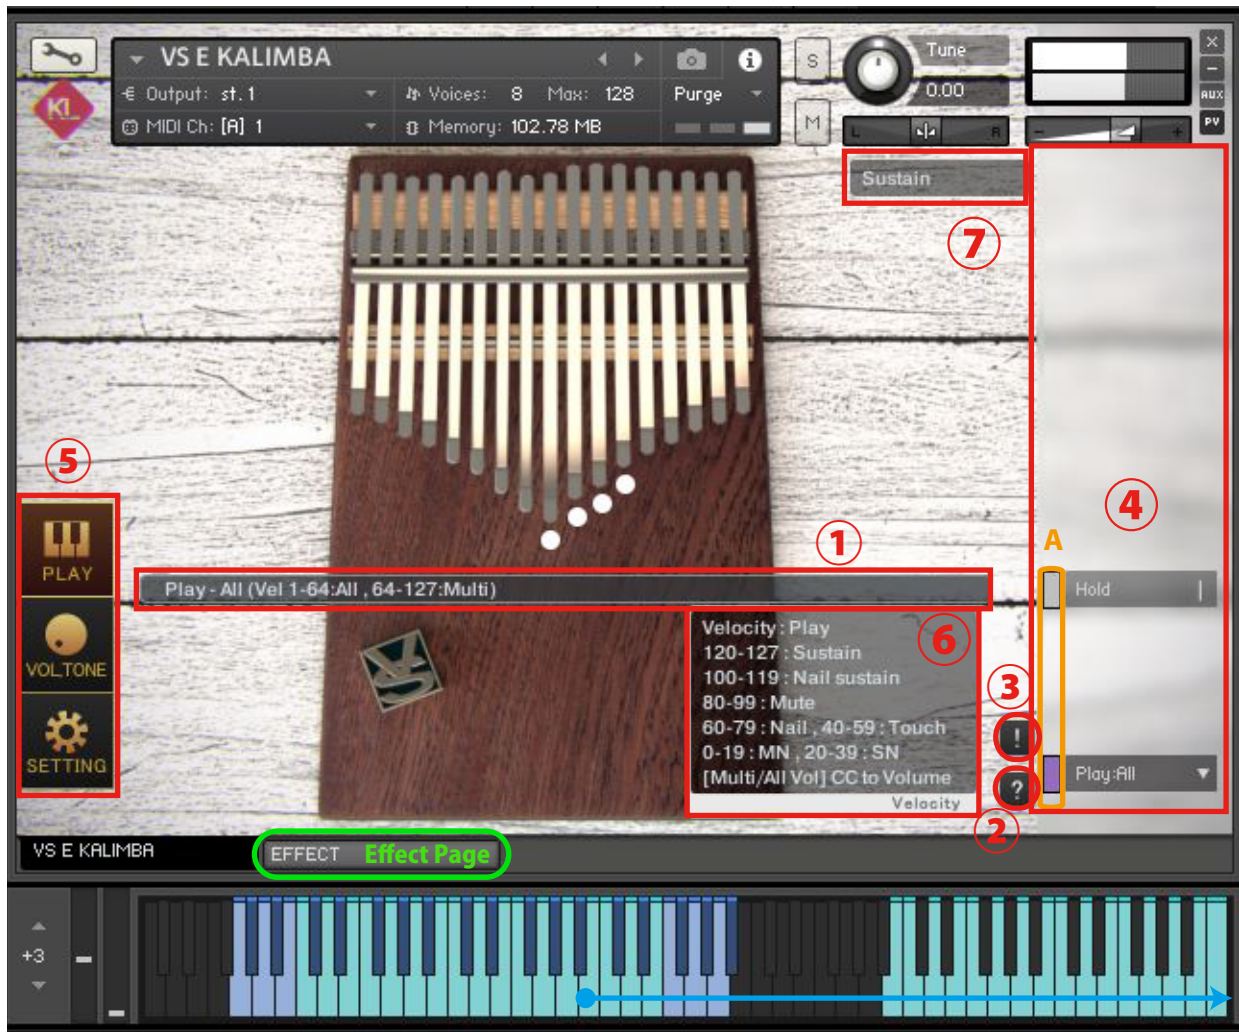 VS E KALIMBA
S
Tune
0.00
×
−
AUX
PV
KL
Output: st.1
Voices: 8 Max: 128
Purge
MIDI Ch: [A] 1
Memory: 102.78 MB
M
L R
− +
Sustain
⑦
⑤
④
①
A
PLAY
Play - All (Vel 1-64:All , 64-127:Multi)
Hold
VOL,TONE
VS
Velocity : Play
⑥
120-127 : Sustain
100-119 : Nail sustain
③
80-99 : Mute
60-79 : Nail , 40-59 : Touch
!
SETTING
0-19 : MN , 20-39 : SN
[Multi/All Vol] CC to Volume
?
Play:All
Velocity
②
VS E KALIMBA
EFFECT Effect Page
+3